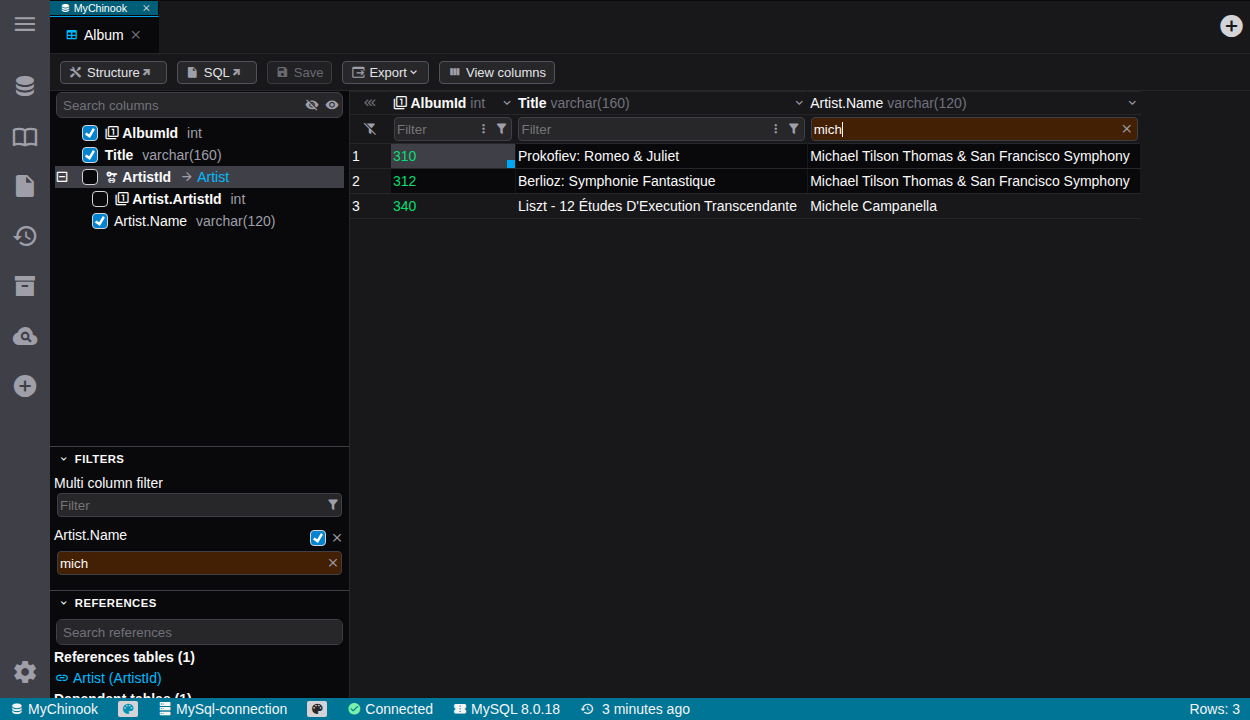 MyChinook
Album
Structure SQL Save Export View columns
Search columns
AlbumId int
Title varchar(160)
ArtistId Artist
Artist.ArtistId int
Artist.Name varchar(120)
AlbumId int Title varchar(160) Artist.Name varchar(120)
Filter Filter mich
1 310 Prokofiev: Romeo & Juliet Michael Tilson Thomas & San Francisco Symphony
2 312 Berlioz: Symphonie Fantastique Michael Tilson Thomas & San Francisco Symphony
3 340 Liszt - 12 Études D'Execution Transcendante Michele Campanella
FILTERS
Multi column filter
Filter
Artist.Name
mich
REFERENCES
Search references
References tables (1)
Artist (ArtistId)
Dependent tables (1)
MyChinook MySql-connection Connected MySQL 8.0.18 3 minutes ago Rows: 3